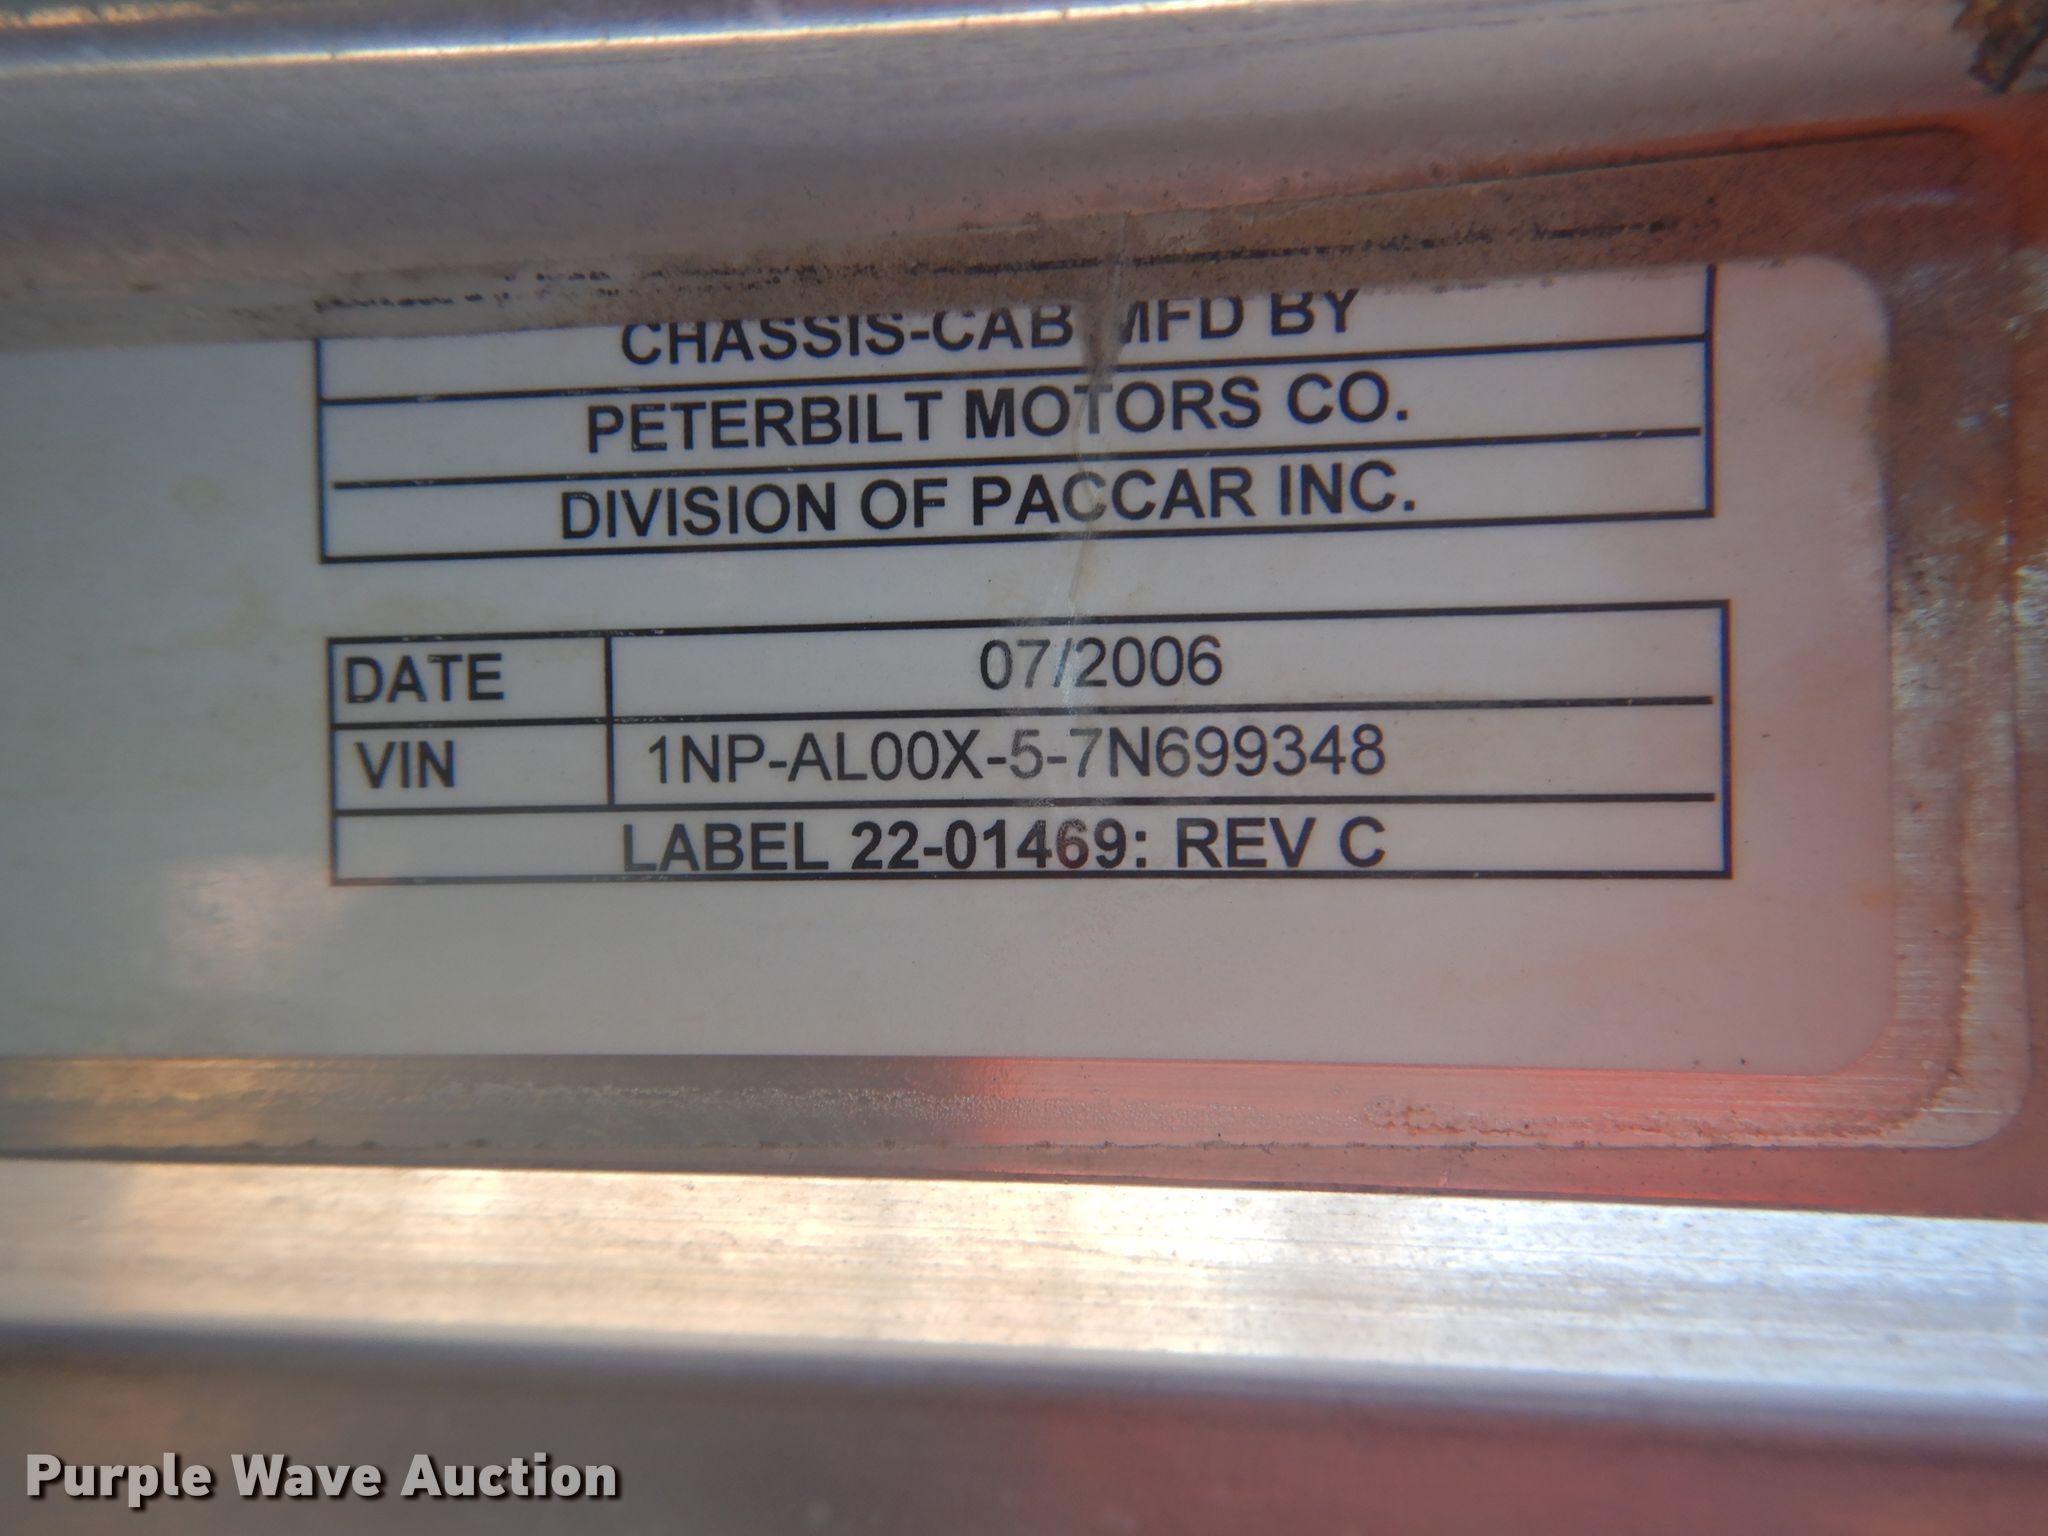 CHASSIS-CAB MFD BY
PETERBILT MOTORS CO.
DIVISION OF PACCAR INC.
DATE 07/2006
VIN 1NP-AL00X-5-7N699348
LABEL 22-01469: REV C
Purple Wave Auction